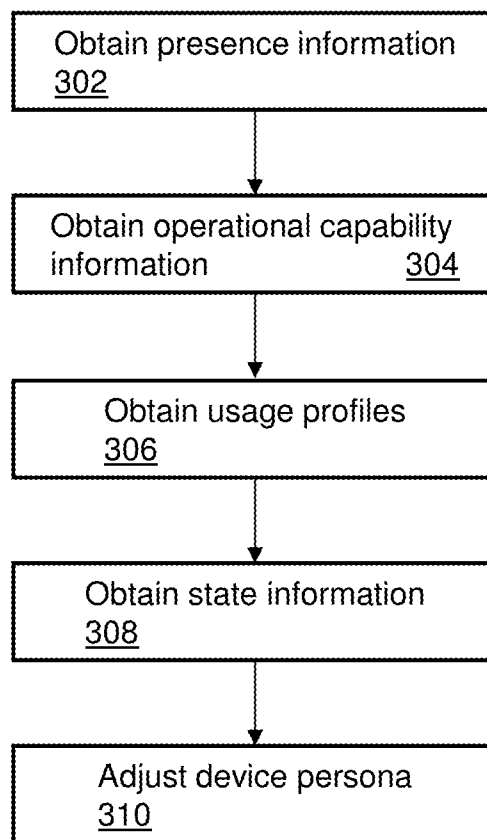 Obtain presence information
302
Obtain operational capability
information 304
Obtain usage profiles
306
Obtain state information
308
Adjust device persona
310